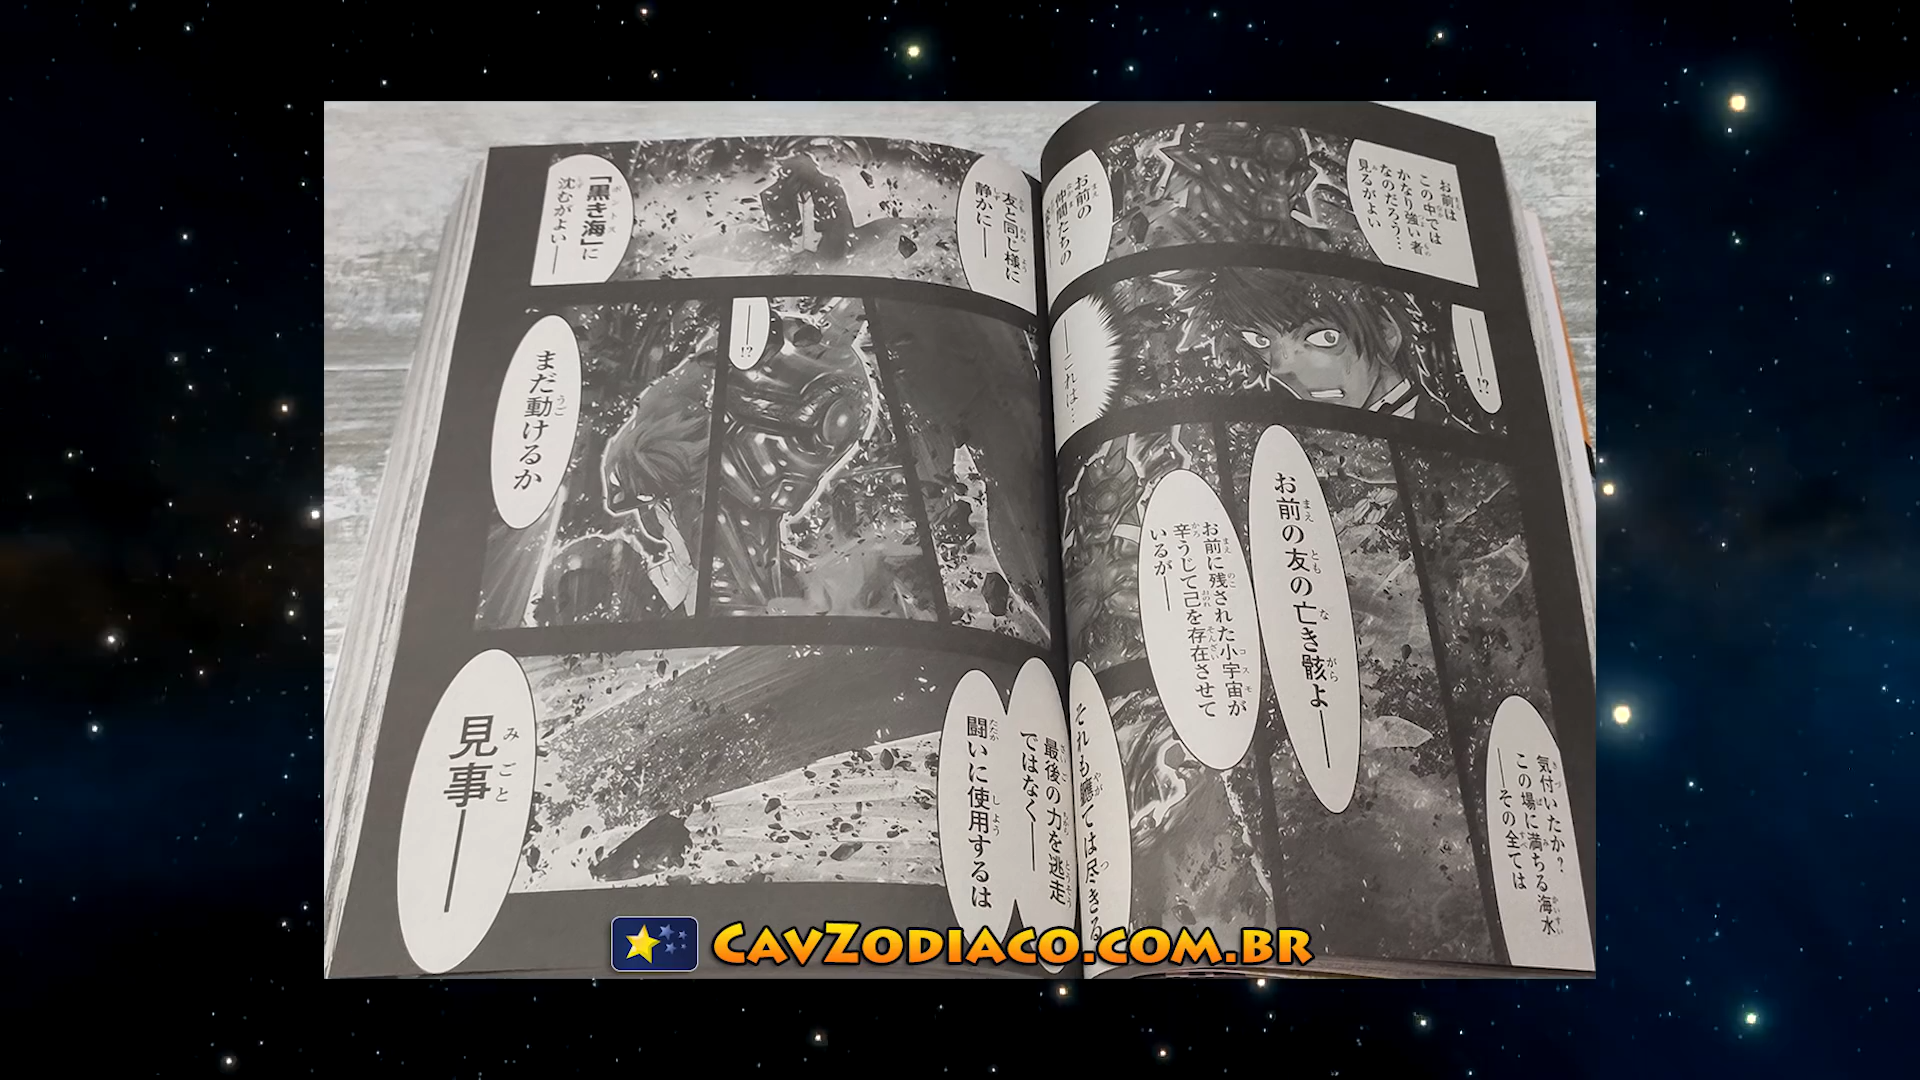 お前は
この中では
かなり強い者
なのだろう…
見るがよい
お前の
仲間たちの
――!?
――これは…
気付いたか?
この場に満ちる海水
――その全ては
お前の友の亡き骸よ――
お前に残された小宇宙が
辛うじて己を存在させて
いるが――
それも軈ては尽きる
友と同じ様に
静かに――
「黒き海」に
沈むがよい――
――!?
まだ動けるか
最後の力を逃走
ではなく――
闘いに使用するは
見事――
CavZodiaco.com.br